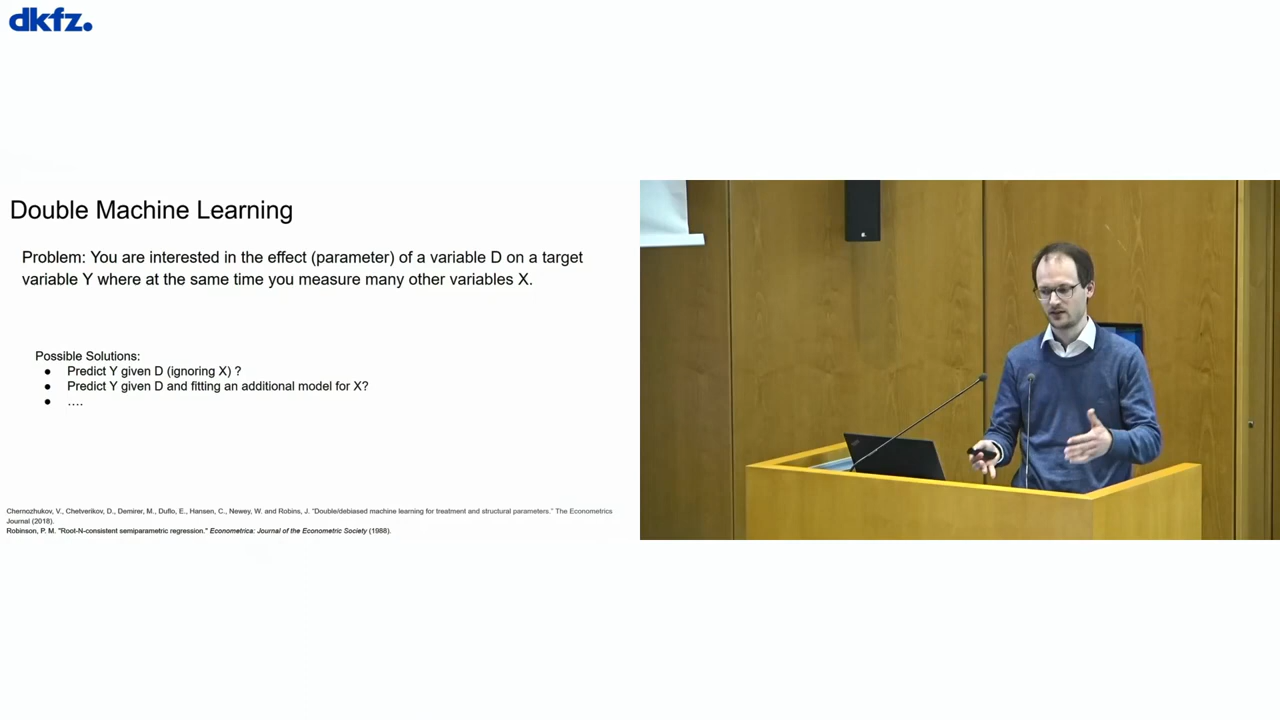 dkfz.
Double Machine Learning
Problem: You are interested in the effect (parameter) of a variable D on a target
variable Y where at the same time you measure many other variables X.
Possible Solutions:
● Predict Y given D (ignoring X) ?
● Predict Y given D and fitting an additional model for X?
● ....
Chernozhukov, V., Chetverikov, D., Demirer, M., Duflo, E., Hansen, C., Newey, W. and Robins, J. "Double/debiased machine learning for treatment and structural parameters." The Econometrics
Journal (2018).
Robinson, P. M. "Root-N-consistent semiparametric regression." Econometrica: Journal of the Econometric Society (1988).